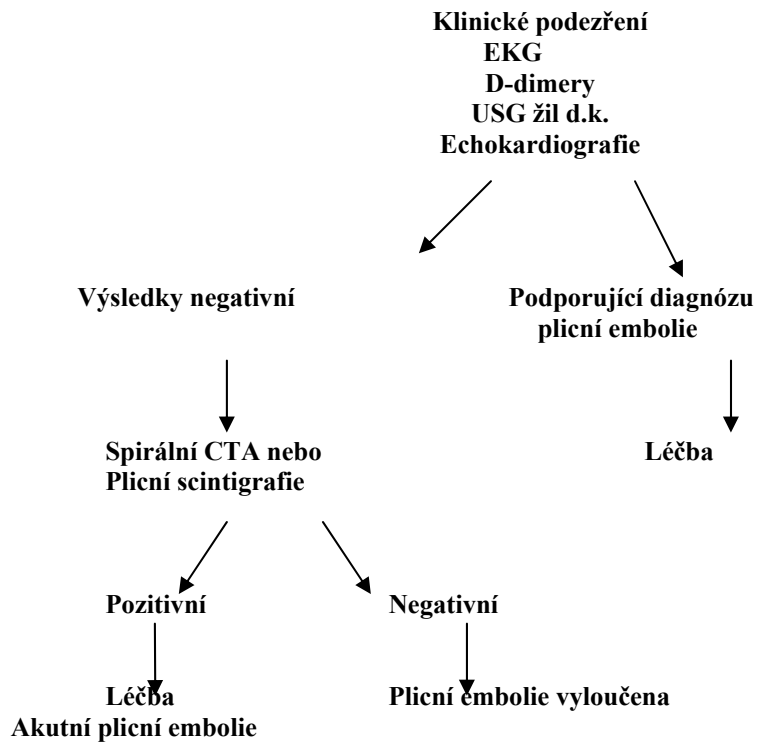 Klinické podezření
EKG
D-dimery
USG žil d.k.
Echokardiografie
Výsledky negativní
Podporující diagnózu
plicní embolie
Spirální CTA nebo
Plicní scintigrafie
Léčba
Pozitivní
Negativní
Léčba
Akutní plicní embolie
Plicní embolie vyloučena